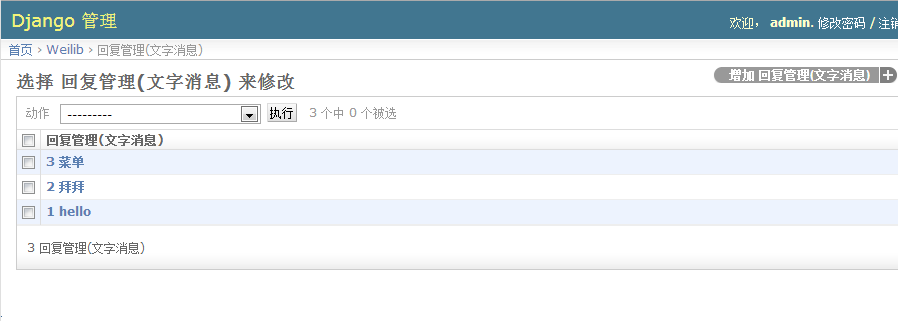 Django 管理
欢迎， admin. 修改密码 / 注销
首页 › Weilib › 回复管理(文字消息)
选择 回复管理(文字消息) 来修改
增加 回复管理(文字消息) +
动作 --------- 执行 3 个中 0 个被选
回复管理(文字消息)
3 菜单
2 拜拜
1 hello
3 回复管理(文字消息)